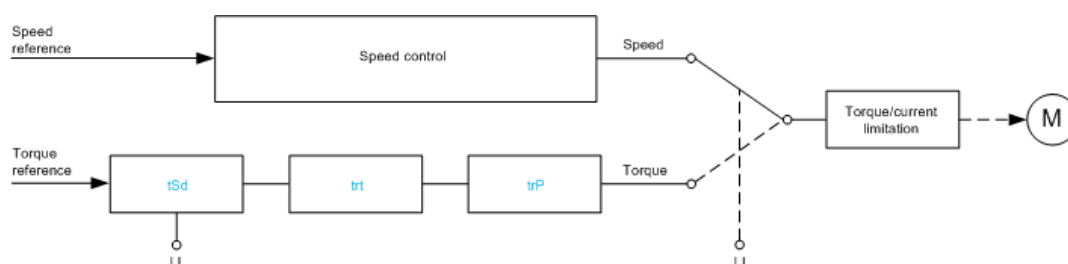 Speed
reference
Speed control
Speed
Torque/current
limitation
M
Torque
reference
tSd
trt
trP
Torque